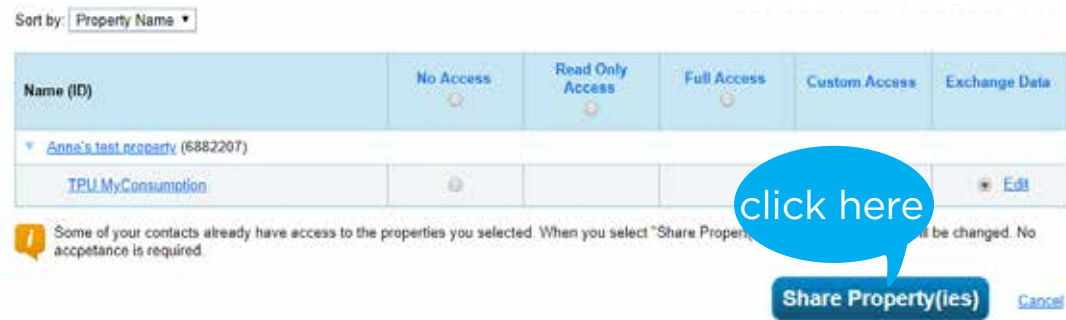 Sort by: Property Name
Name (ID)
No Access
Read Only
Access
Full Access
Custom Access
Exchange Data
Anne's test property (6882207)
TPU MyConsumption
Edit
click here
Some of your contacts already have access to the properties you selected. When you select "Share Propert ll be changed. No
accpetance is required.
Share Property(ies)
Cancel